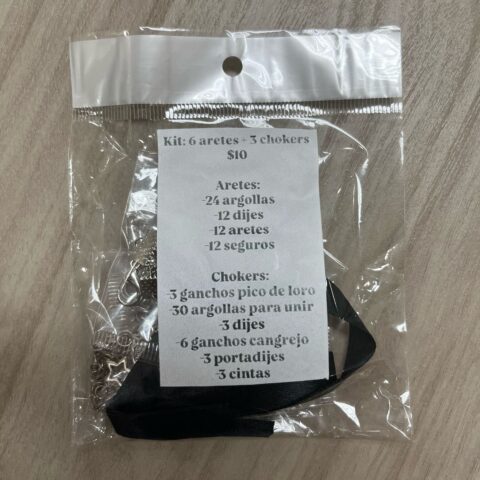 Kit: 6 aretes + 3 chokers
$10
Aretes:
-24 argollas
-12 dijes
-12 aretes
-12 seguros
Chokers:
-3 ganchos pico de loro
-30 argollas para unir
-3 dijes
-6 ganchos cangrejo
-3 portadijes
-3 cintas